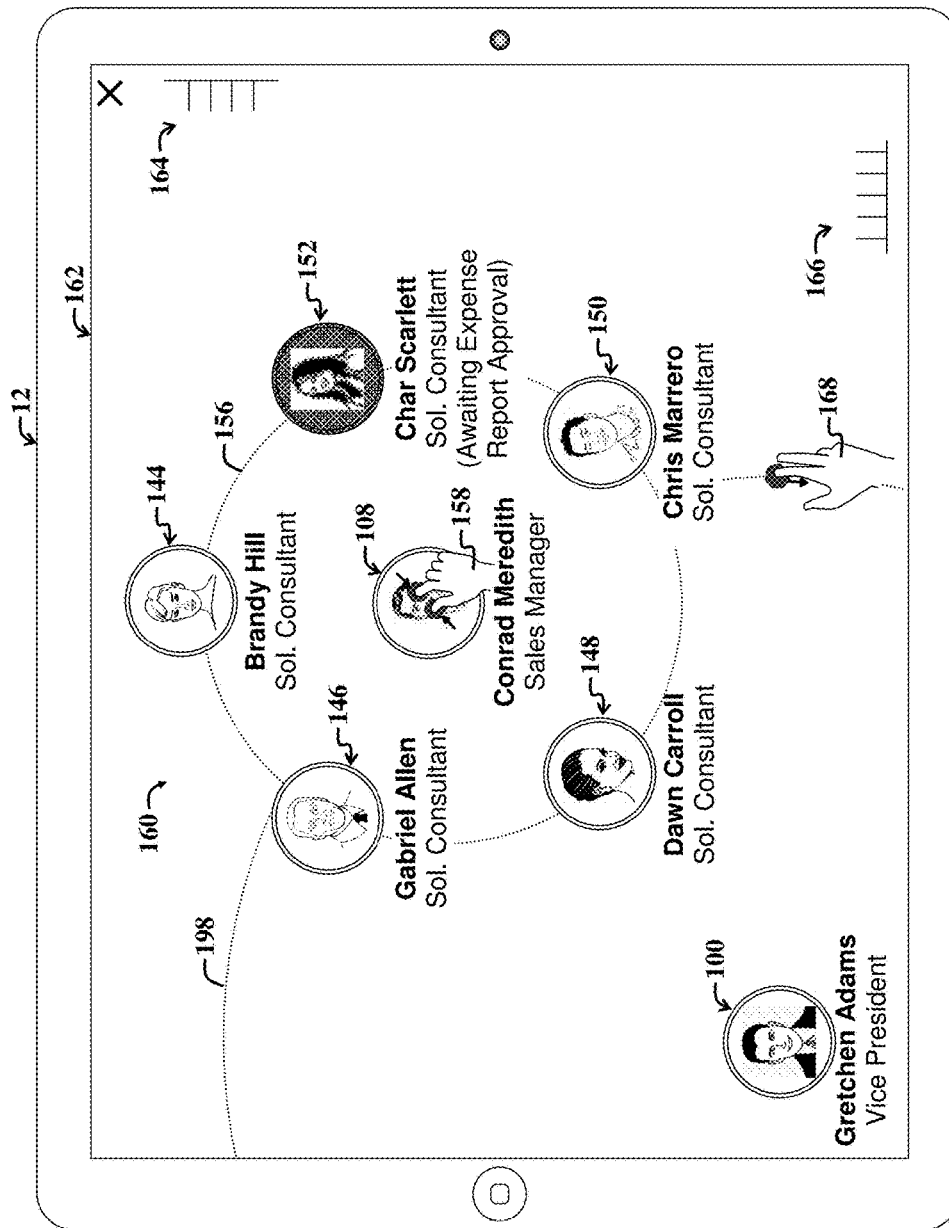 12
162
164
160
144
156
152
Brandy Hill
Sol. Consultant
198
146
108
158
Char Scarlett
Sol. Consultant
(Awaiting Expense
Report Approval)
Gabriel Allen
Sol. Consultant
Conrad Meredith
Sales Manager
148
150
166
Dawn Carroll
Sol. Consultant
Chris Marrero
Sol. Consultant
168
100
Gretchen Adams
Vice President